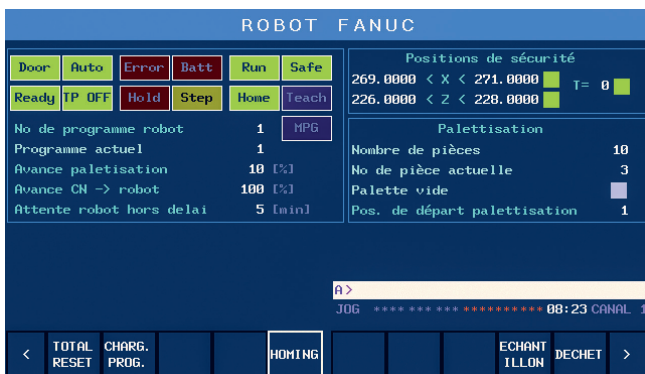 ROBOT FANUC
Door Auto Error Batt Run Safe
Ready TP OFF Hold Step Home Teach
MPG
No de programme robot 1
Programme actuel 1
Avance paletisation 10 [%]
Avance CN -> robot 100 [%]
Attente robot hors delai 5 [min]
Positions de sécurité
269.0000 < X < 271.0000
T= 0
226.0000 < Z < 228.0000
Palettisation
Nombre de pièces 10
No de pièce actuelle 3
Palette vide
Pos. de départ palettisation 1
A>
JOG **** *** *** ********** 08:23 CANAL 1
< TOTAL RESET CHARG. PROG. HOMING ECHANT ILLON DECHET >